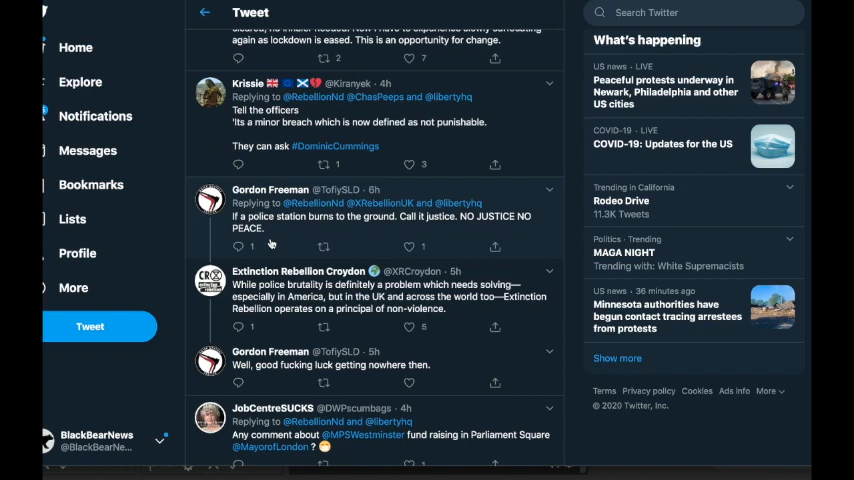 Home
Explore
Notifications
Messages
Bookmarks
Lists
Profile
More
Tweet
BlackBearNews
@BlackBearNe...
Tweet
again as lockdown is eased. This is an opportunity for change.
2
7
Krissie @Kiranyek · 4h
Replying to @RebellionNd @ChasPeeps and @libertyhq
Tell the officers
'Its a minor breach which is now defined as not punishable.
They can ask #DominicCummings
1
3
Gordon Freeman @TofiySLD · 6h
Replying to @RebellionNd @XRebellionUK and @libertyhq
If a police station burns to the ground. Call it justice. NO JUSTICE NO
PEACE.
1
1
Extinction Rebellion Croydon @XRCroydon · 5h
While police brutality is definitely a problem which needs solving—
especially in America, but in the UK and across the world too—Extinction
Rebellion operates on a principal of non-violence.
1
5
Gordon Freeman @TofiySLD · 5h
Well, good fucking luck getting nowhere then.
JobCentreSUCKS @DWPscumbags · 4h
Replying to @RebellionNd and @libertyhq
Any comment about @MPSWestminster fund raising in Parliament Square
@MayorofLondon ?
Search Twitter
What's happening
US news · LIVE
Peaceful protests underway in
Newark, Philadelphia and other
US cities
COVID-19 · LIVE
COVID-19: Updates for the US
Trending in California
Rodeo Drive
11.3K Tweets
Politics · Trending
MAGA NIGHT
Trending with: White Supremacists
US news · 36 minutes ago
Minnesota authorities have
begun contact tracing arrestees
from protests
Show more
Terms Privacy policy Cookies Ads info More
© 2020 Twitter, Inc.